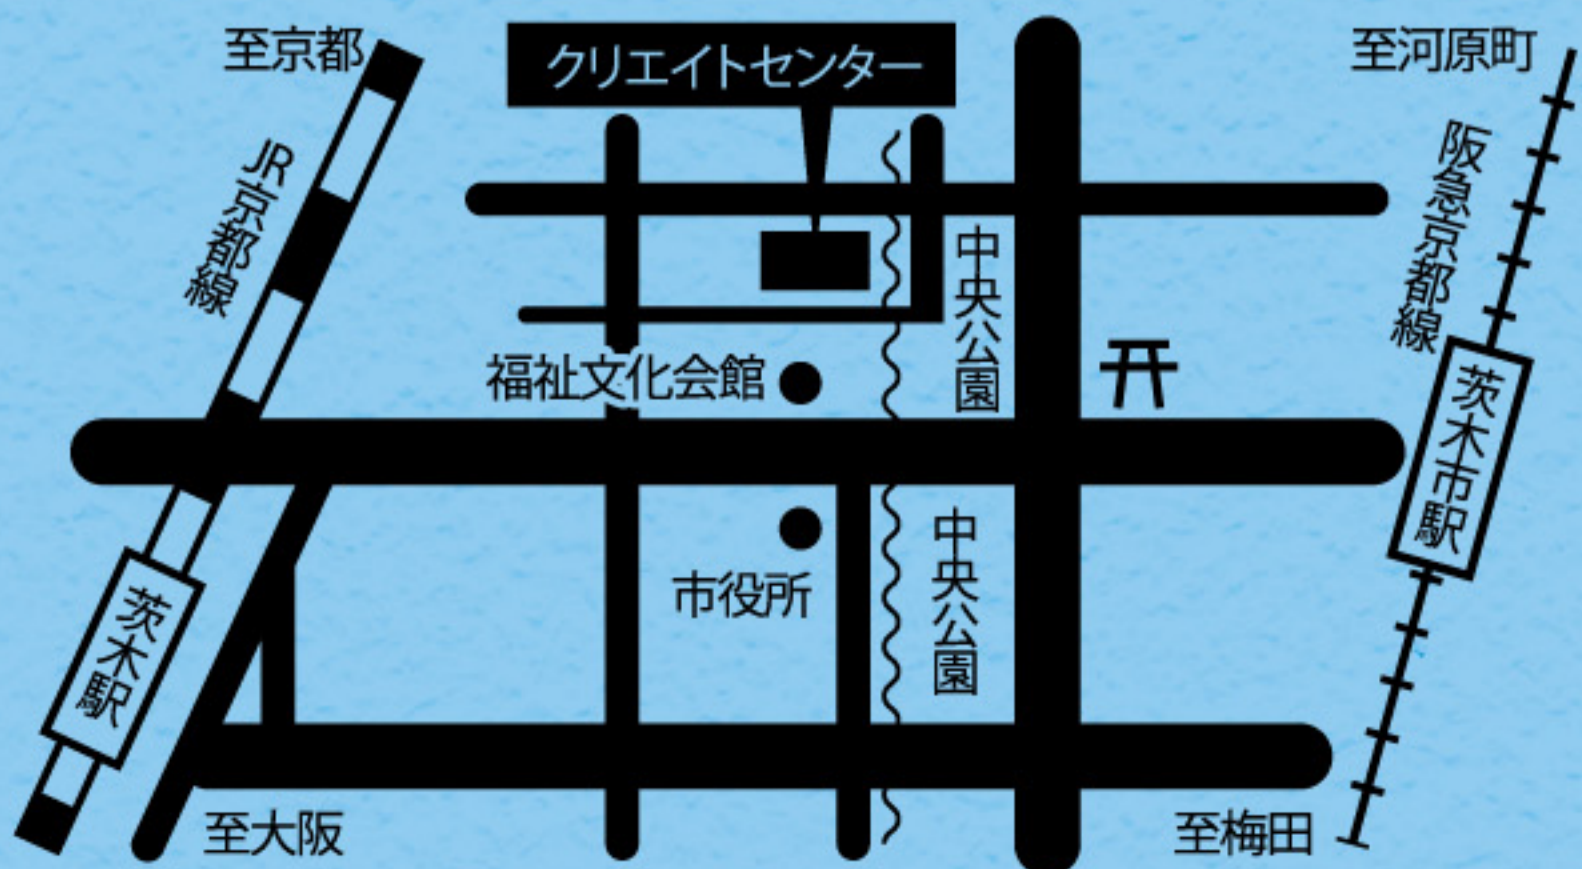 至京都
クリエイトセンター
至河原町
JR京都線
阪急京都線
中央公園
福祉文化会館
茨木市駅
中央公園
市役所
茨木駅
至大阪
至梅田